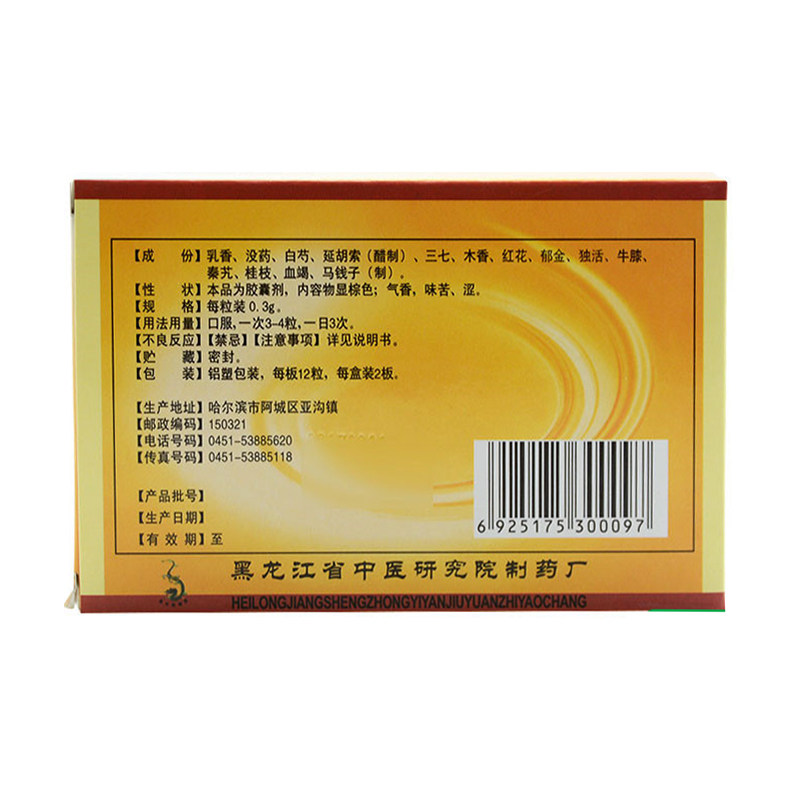 【成　份】乳香、没药、白芍、延胡索（醋制）、三七、木香、红花、郁金、独活、牛膝、
秦艽、桂枝、血竭、马钱子（制）。
【性　状】本品为胶囊剂，内容物显棕色；气香，味苦、涩。
【规　格】每粒装0.3g。
【用法用量】口服,一次3-4粒,一日3次。
【不良反应】【禁忌】【注意事项】详见说明书。
【贮　藏】密封。
【包　装】铝塑包装，每板12粒，每盒装2板。
【生产地址】哈尔滨市阿城区亚沟镇
【邮政编码】150321
【电话号码】0451-53885620
【传真号码】0451-53885118
【产品批号】
【生产日期】
【有 效 期】至
6 925175 300097
黑龙江省中医研究院制药厂
HEILONGJIANGSHENGZHONGYIYANJIUYUANZHIYAOCHANG